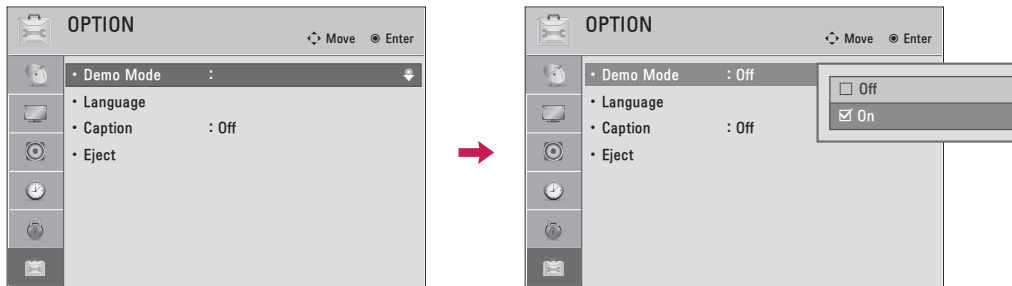 OPTION
Move Enter
• Demo Mode :
• Language
• Caption : Off
• Eject
OPTION
Move Enter
• Demo Mode : Off
• Language
• Caption : Off
• Eject
Off
On